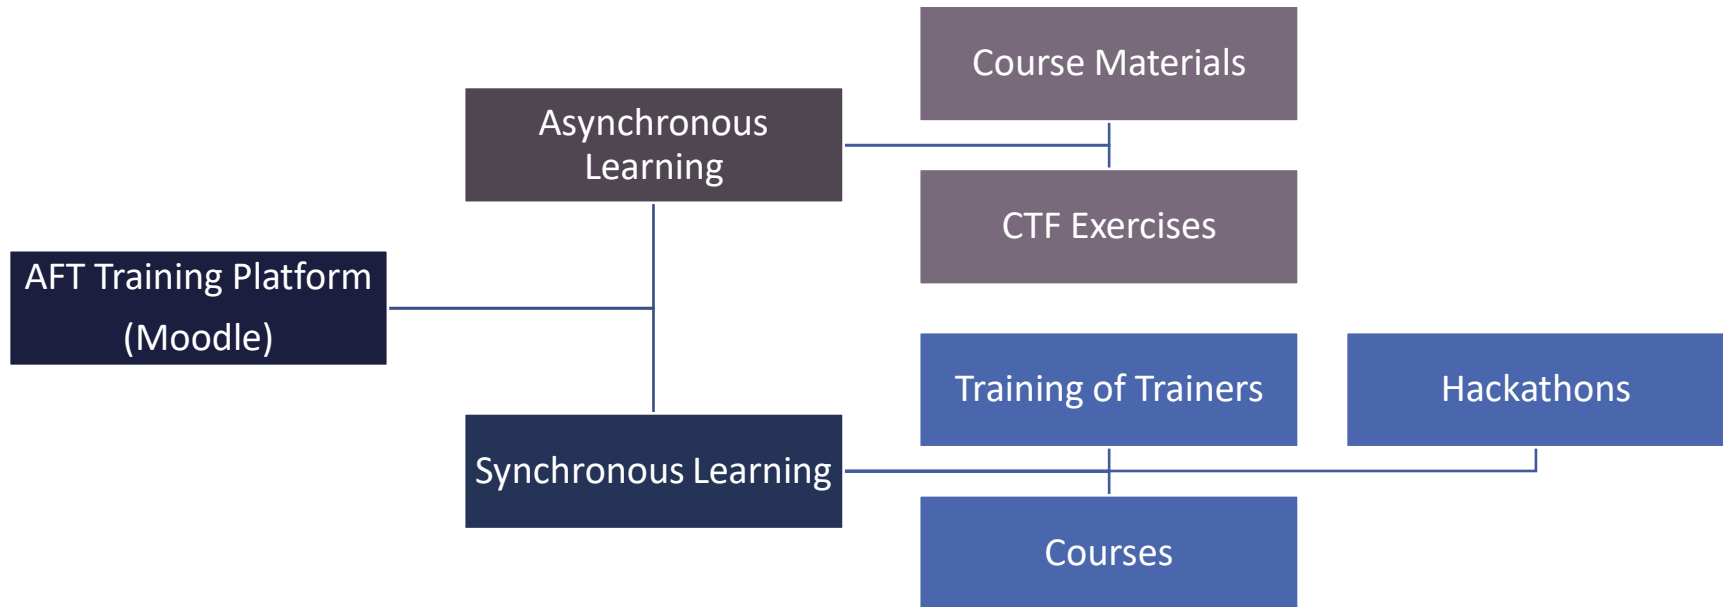 Course Materials
Asynchronous
Learning
CTF Exercises
AFT Training Platform
(Moodle)
Training of Trainers
Hackathons
Synchronous Learning
Courses